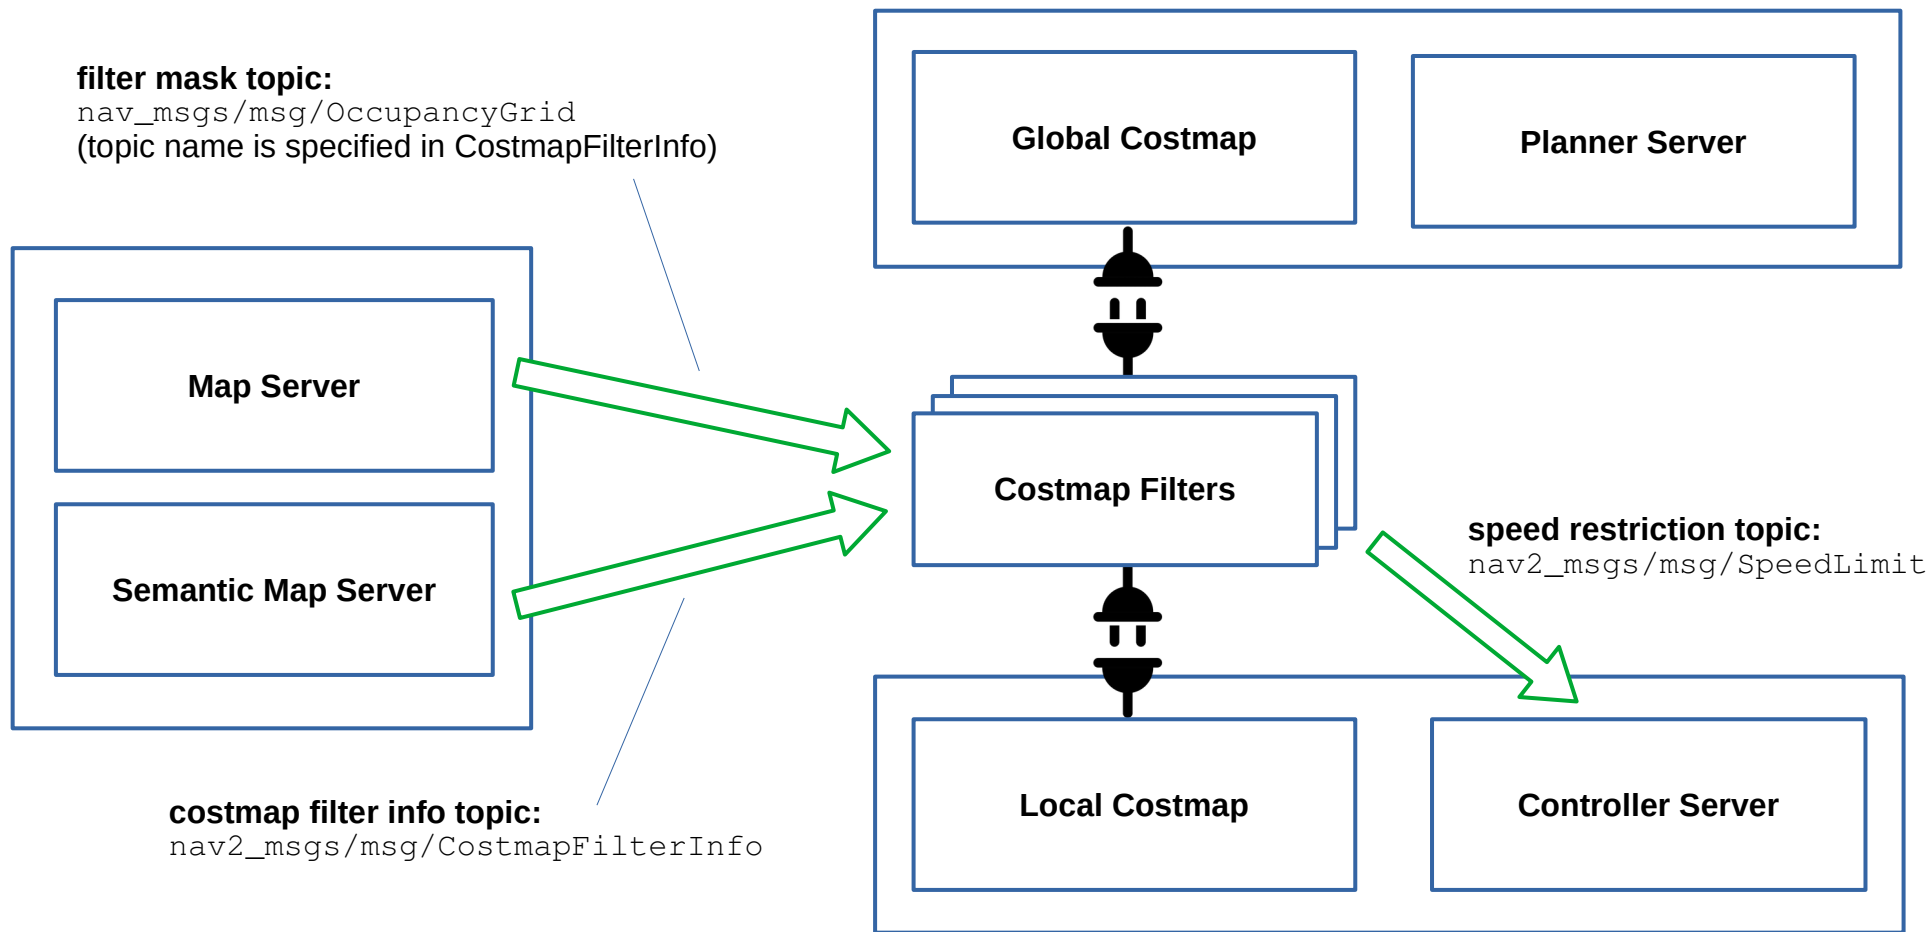 filter mask topic:
nav_msgs/msg/OccupancyGrid
(topic name is specified in CostmapFilterInfo)
Global Costmap
Planner Server
Map Server
Semantic Map Server
Costmap Filters
speed restriction topic:
nav2_msgs/msg/SpeedLimit
costmap filter info topic:
nav2_msgs/msg/CostmapFilterInfo
Local Costmap
Controller Server